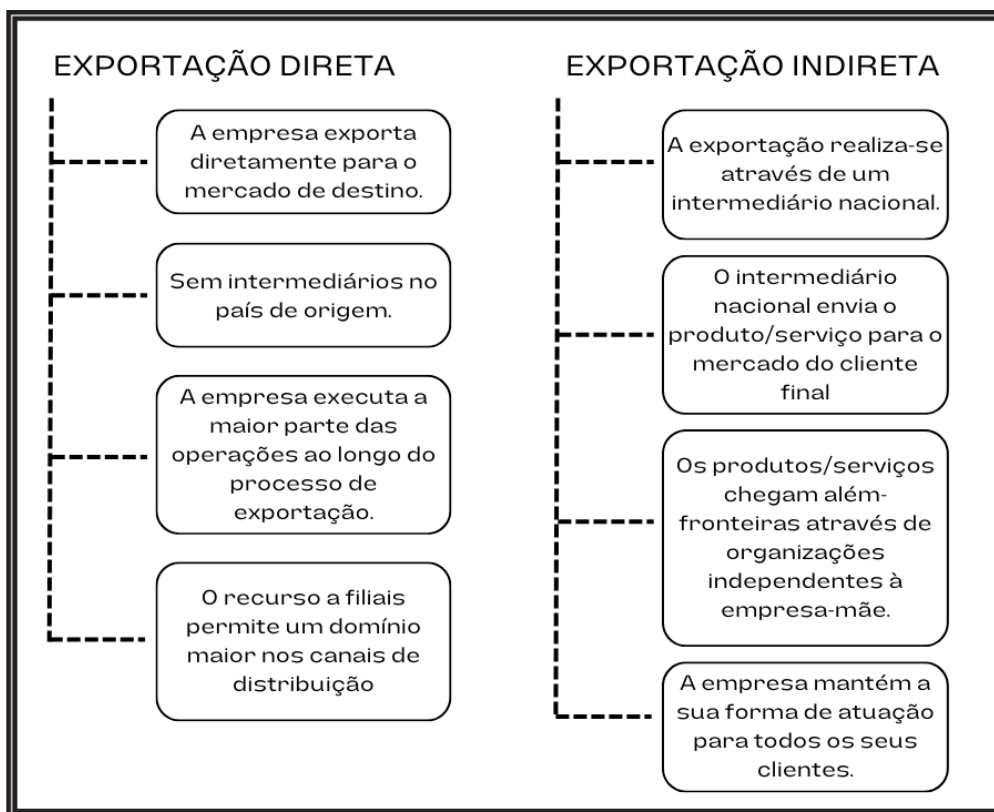 EXPORTAÇÃO DIRETA
A empresa exporta
diretamente para o
mercado de destino.
Sem intermediários no
país de origem.
A empresa executa a
maior parte das
operações ao longo do
processo de
exportação.
O recurso a filiais
permite um domínio
maior nos canais de
distribuição
EXPORTAÇÃO INDIRETA
A exportação realiza-se
através de um
intermediário nacional.
O intermediário
nacional envia o
produto/serviço para o
mercado do cliente
final
Os produtos/serviços
chegam além-
fronteiras através de
organizações
independentes à
empresa-mãe.
A empresa mantém a
sua forma de atuação
para todos os seus
clientes.